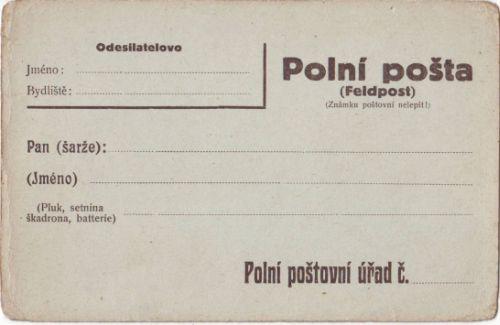 Odesilatelovo
Jméno:
Bydliště:
Polní pošta
(Feldpost)
(Známku poštovní nelepit!)
Pan (šarže):
(Jméno)
(Pluk, setnina
škadrona, batterie)
Polní poštovní úřad č.